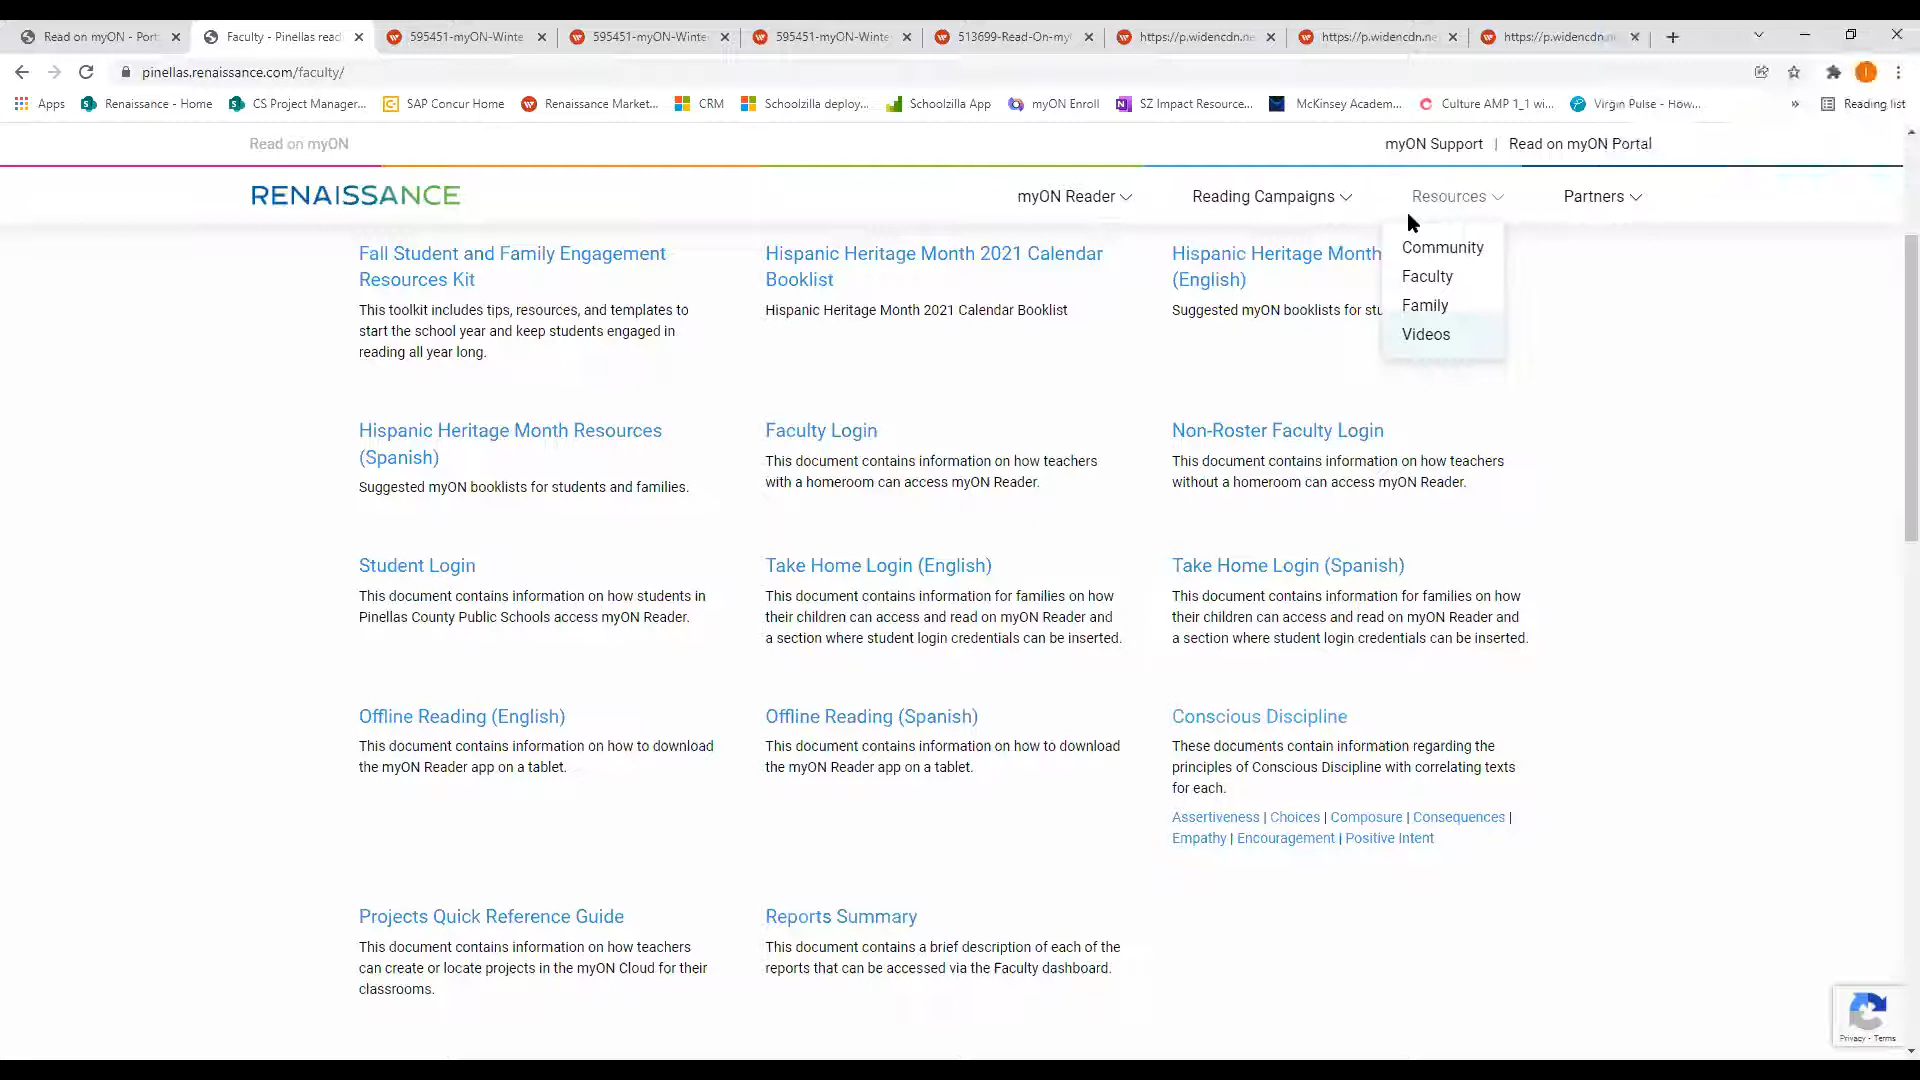 Read on myON - Port
Faculty - Pinellas read
595451-myON-Winte
595451-myON-Winte
595451-myON-Winte
513699-Read-On-my
https://p.widencdn.ne
https://p.widencdn.ne
https://p.widencdn.ne
pinellas.renaissance.com/faculty/
Apps
Renaissance - Home
CS Project Manager...
SAP Concur Home
Renaissance Market...
CRM
Schoolzilla deploy...
Schoolzilla App
myON Enroll
SZ Impact Resource...
McKinsey Academ...
Culture AMP 1_1 wi...
Virgin Pulse - How...
»
Reading list
Read on myON
myON Support | Read on myON Portal
RENAISSANCE
myON Reader
Reading Campaigns
Resources
Partners
Community
Faculty
Family
Videos
Fall Student and Family Engagement
Resources Kit
This toolkit includes tips, resources, and templates to
start the school year and keep students engaged in
reading all year long.
Hispanic Heritage Month 2021 Calendar
Booklist
Hispanic Heritage Month 2021 Calendar Booklist
Hispanic Heritage Month
(English)
Suggested myON booklists for stu
Hispanic Heritage Month Resources
(Spanish)
Suggested myON booklists for students and families.
Faculty Login
This document contains information on how teachers
with a homeroom can access myON Reader.
Non-Roster Faculty Login
This document contains information on how teachers
without a homeroom can access myON Reader.
Student Login
This document contains information on how students in
Pinellas County Public Schools access myON Reader.
Take Home Login (English)
This document contains information for families on how
their children can access and read on myON Reader and
a section where student login credentials can be inserted.
Take Home Login (Spanish)
This document contains information for families on how
their children can access and read on myON Reader and
a section where student login credentials can be inserted.
Offline Reading (English)
This document contains information on how to download
the myON Reader app on a tablet.
Offline Reading (Spanish)
This document contains information on how to download
the myON Reader app on a tablet.
Conscious Discipline
These documents contain information regarding the
principles of Conscious Discipline with correlating texts
for each.
Assertiveness | Choices | Composure | Consequences |
Empathy | Encouragement | Positive Intent
Projects Quick Reference Guide
This document contains information on how teachers
can create or locate projects in the myON Cloud for their
classrooms.
Reports Summary
This document contains a brief description of each of the
reports that can be accessed via the Faculty dashboard.
Privacy - Terms